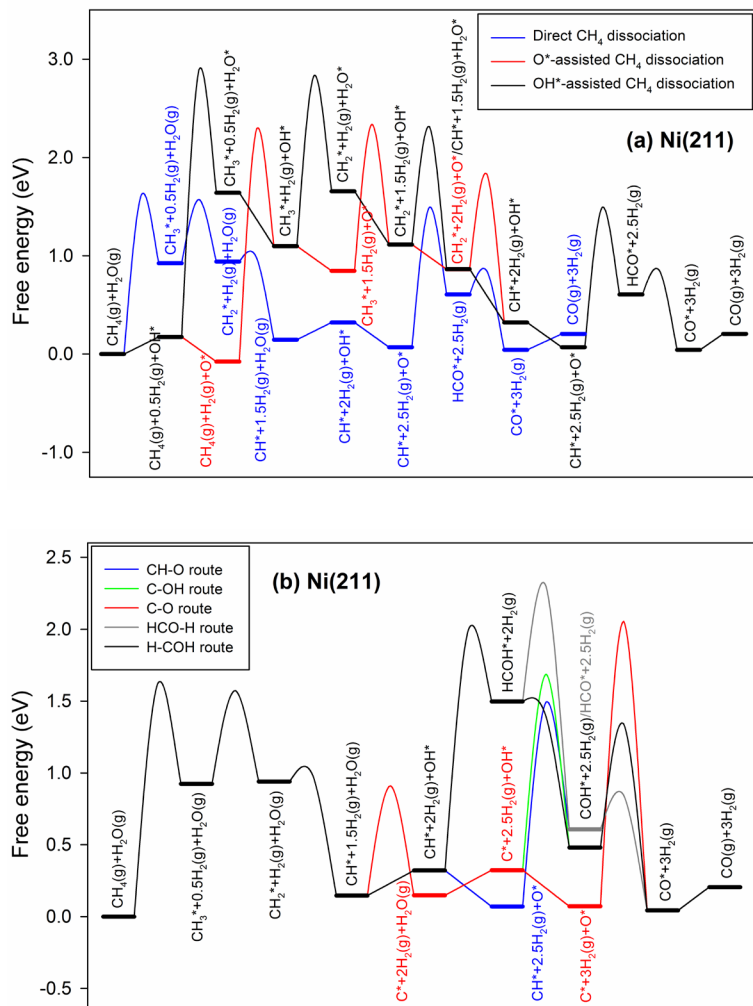 3.0
2.0
1.0
0.0
-1.0
Free energy (eV)
Direct CH₄ dissociation
O*-assisted CH₄ dissociation
OH*-assisted CH₄ dissociation
(a) Ni(211)
CH₄(g)+H₂O(g)
CH₄(g)+0.5H₂(g)+OH*
CH₃*+0.5H₂(g)+H₂O(g)
CH₄(g)+H₂(g)+O*
CH₃*+0.5H₂(g)+H₂O*
CH₂*+H₂(g)+H₂O(g)
CH*+1.5H₂(g)+H₂O(g)
CH₃*+H₂(g)+OH*
CH₂*+H₂(g)+H₂O*
CH*+2H₂(g)+OH*
CH₃*+1.5H₂(g)+O*
CH₂*+1.5H₂(g)+OH*
CH*+2.5H₂(g)+O*
CH₂*+2H₂(g)+O*/CH*+1.5H₂(g)+H₂O*
HCO*+2.5H₂(g)
CH*+2H₂(g)+OH*
CO*+3H₂(g)
CO(g)+3H₂(g)
CH*+2.5H₂(g)+O*
HCO*+2.5H₂(g)
CO*+3H₂(g)
CO(g)+3H₂(g)
2.5
2.0
1.5
1.0
0.5
0.0
-0.5
Free energy (eV)
CH-O route
C-OH route
C-O route
HCO-H route
H-COH route
(b) Ni(211)
CH₄(g)+H₂O(g)
CH₃*+0.5H₂(g)+H₂O(g)
CH₂*+H₂(g)+H₂O(g)
CH*+1.5H₂(g)+H₂O(g)
C*+2H₂(g)+H₂O(g)
CH*+2H₂(g)+OH*
HCOH*+2H₂(g)
C*+2.5H₂(g)+OH*
CH*+2.5H₂(g)+O*
COH*+2.5H₂(g)/HCO*+2.5H₂(g)
C*+3H₂(g)+O*
CO*+3H₂(g)
CO(g)+3H₂(g)